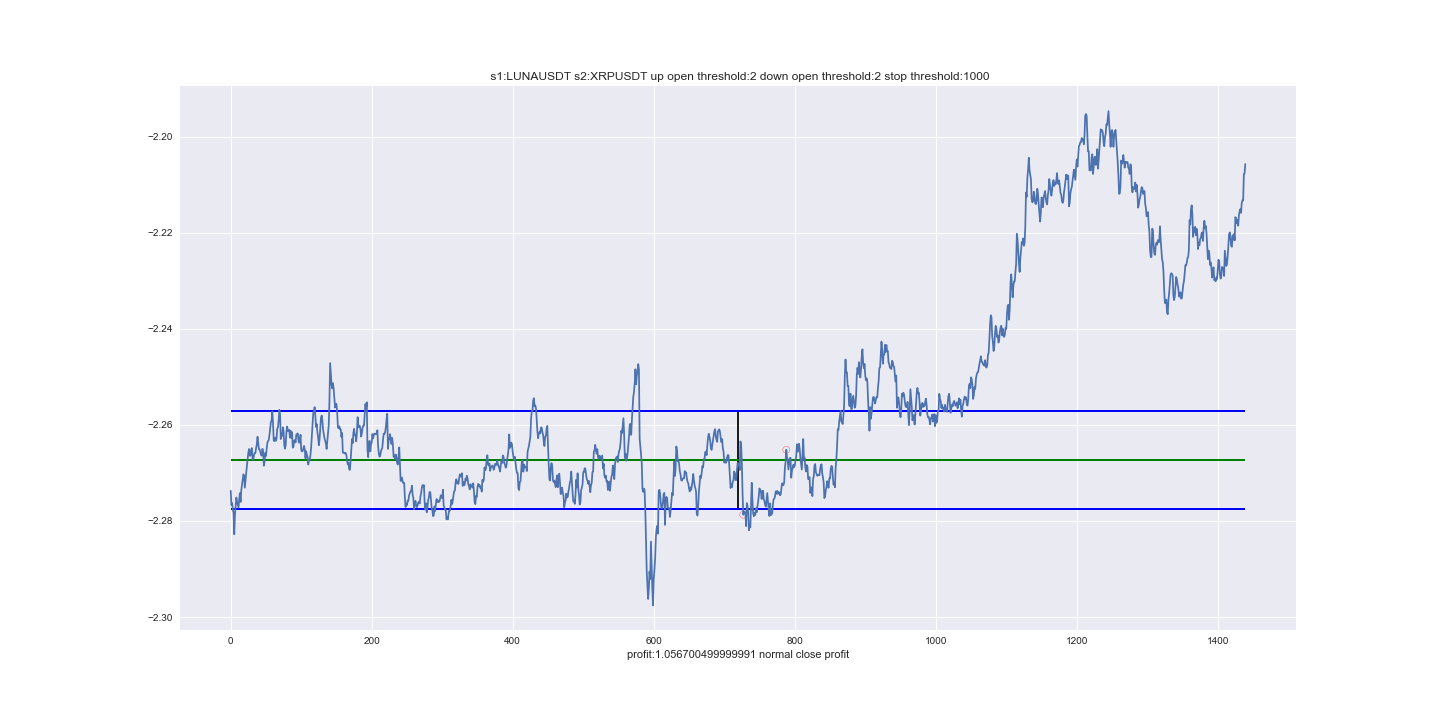 s1:LUNAUSDT s2:XRPUSDT up open threshold:2 down open threshold:2 stop threshold:1000
−2.20
−2.22
−2.24
−2.26
−2.28
−2.30
0 200 400 600 800 1000 1200 1400
profit:1.056700499999991 normal close profit